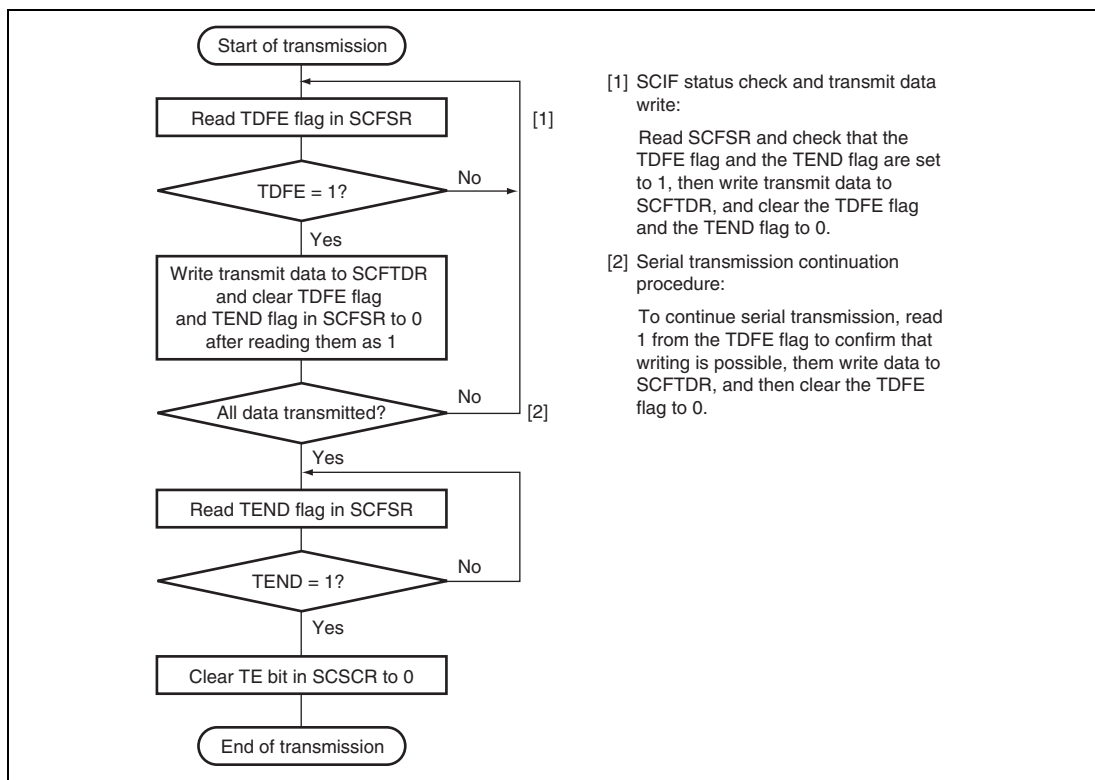 Start of transmission
Read TDFE flag in SCFSR
[1]
TDFE = 1?
No
Yes
Write transmit data to SCFTDR
and clear TDFE flag
and TEND flag in SCFSR to 0
after reading them as 1
All data transmitted?
No
[2]
Yes
Read TEND flag in SCFSR
TEND = 1?
No
Yes
Clear TE bit in SCSCR to 0
End of transmission
[1] SCIF status check and transmit data
write:
Read SCFSR and check that the
TDFE flag and the TEND flag are set
to 1, then write transmit data to
SCFTDR, and clear the TDFE flag
and the TEND flag to 0.
[2] Serial transmission continuation
procedure:
To continue serial transmission, read
1 from the TDFE flag to confirm that
writing is possible, them write data to
SCFTDR, and then clear the TDFE
flag to 0.